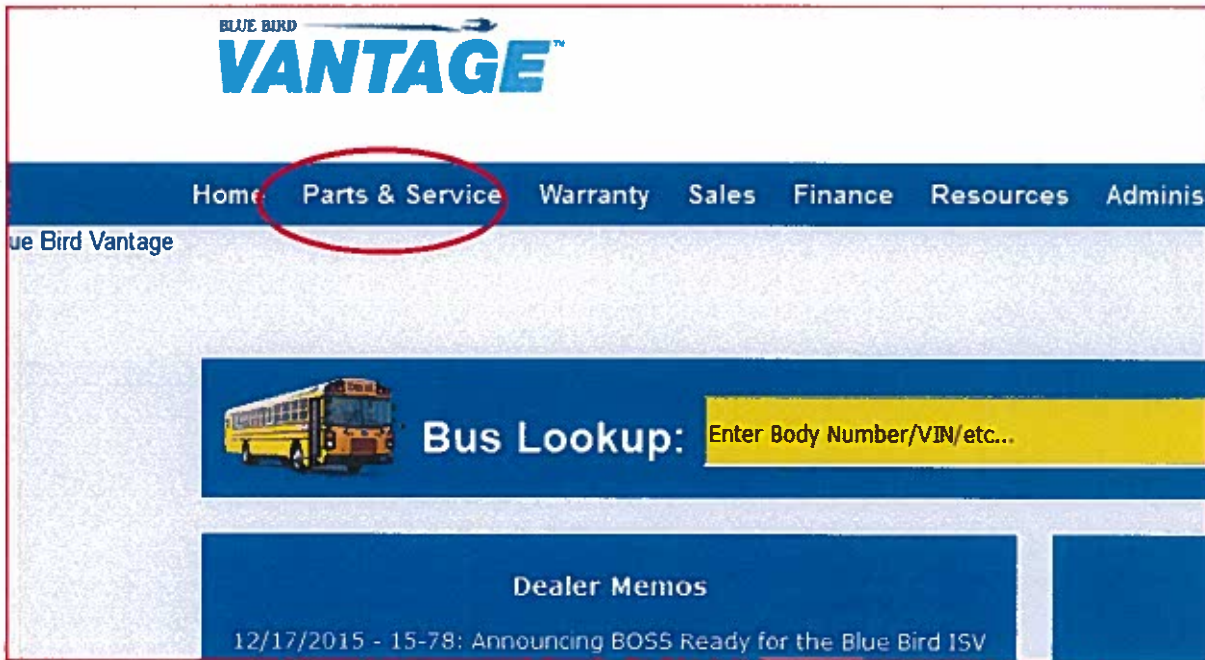 BLUE BIRD
VANTAGE™
Home Parts & Service Warranty Sales Finance Resources Adminis
ue Bird Vantage
Bus Lookup: Enter Body Number/VIN/etc...
Dealer Memos
12/17/2015 - 15-78: Announcing BOSS Ready for the Blue Bird ISV